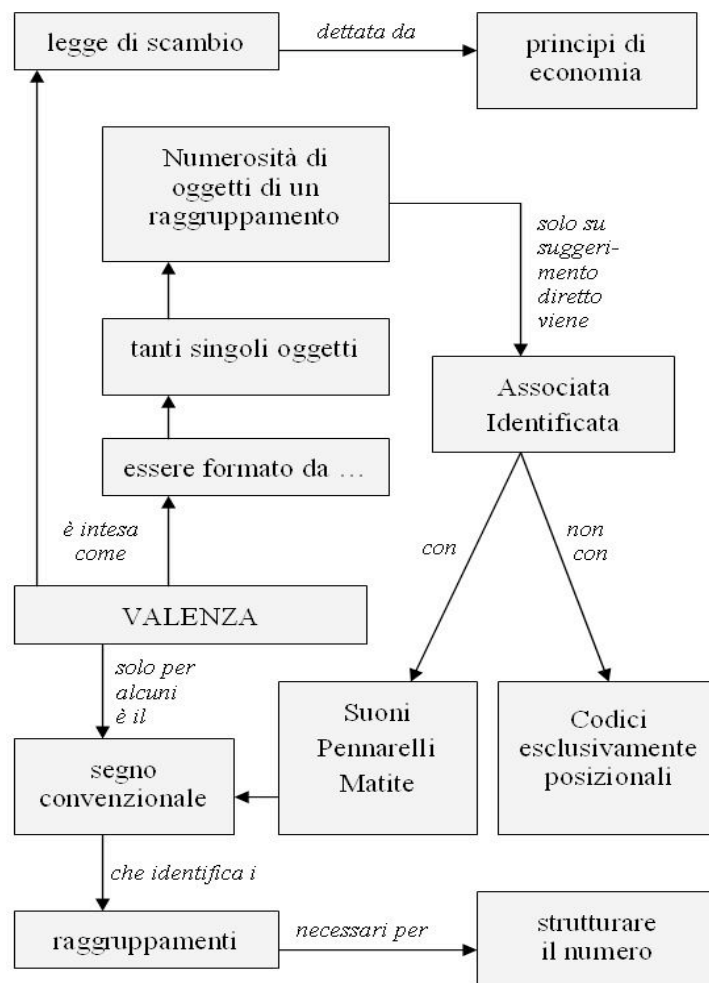 legge di scambio
dettata da
principi di
economia
Numerosità di
oggetti di un
raggruppamento
solo su
suggeri-
mento
diretto
viene
tanti singoli oggetti
Associata
Identificata
essere formato da …
è intesa
come
con
non
con
VALENZA
solo per
alcuni
è il
Suoni
Pennarelli
Matite
Codici
esclusivamente
posizionali
segno
convenzionale
che identifica i
raggruppamenti
necessari per
strutturare
il numero